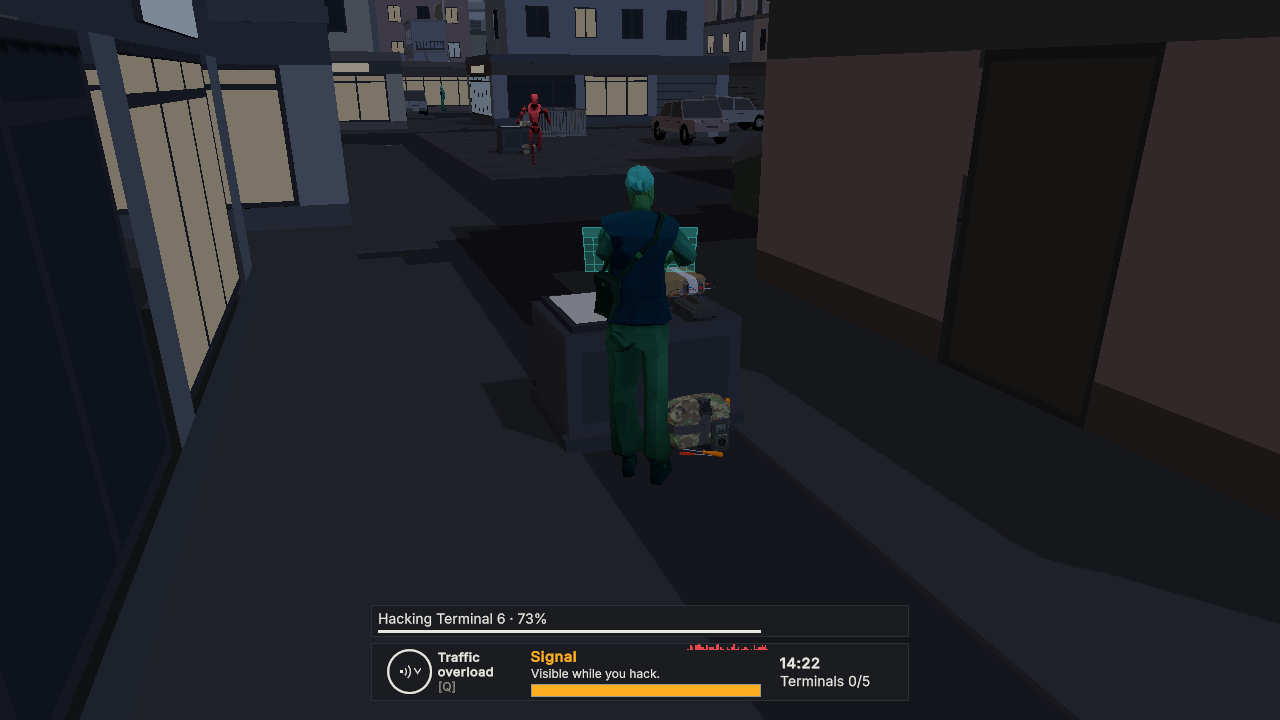 Hacking Terminal 6 · 73%
Traffic
overload
[Q]
Signal
Visible while you hack.
14:22
Terminals 0/5